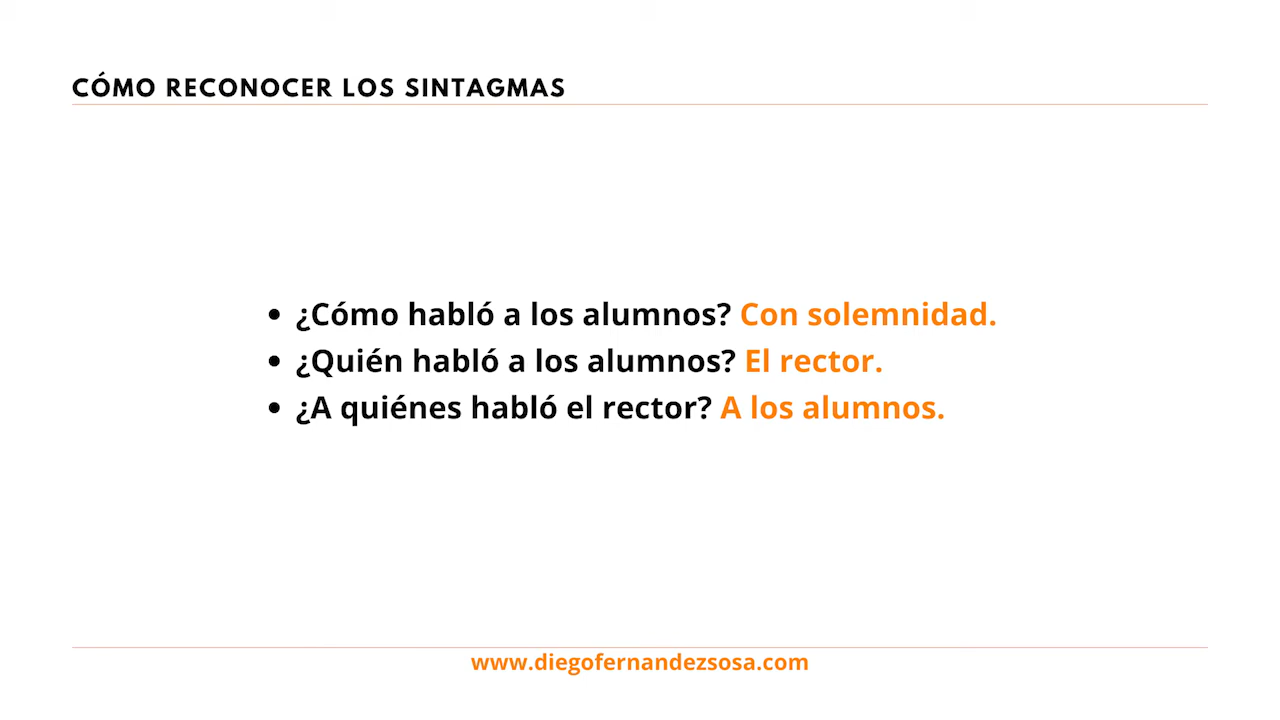 CÓMO RECONOCER LOS SINTAGMAS
• ¿Cómo habló a los alumnos? Con solemnidad.
• ¿Quién habló a los alumnos? El rector.
• ¿A quiénes habló el rector? A los alumnos.
www.diegofernandezsosa.com